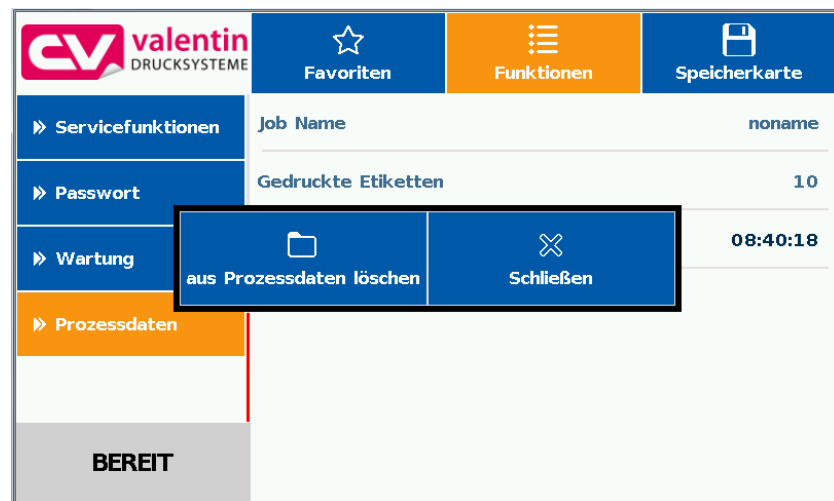 valentin
DRUCKSYSTEME
Favoriten
Funktionen
Speicherkarte
Servicefunktionen
Passwort
Wartung
Prozessdaten
BEREIT
Job Name noname
Gedruckte Etiketten 10
08:40:18
aus Prozessdaten löschen
Schließen